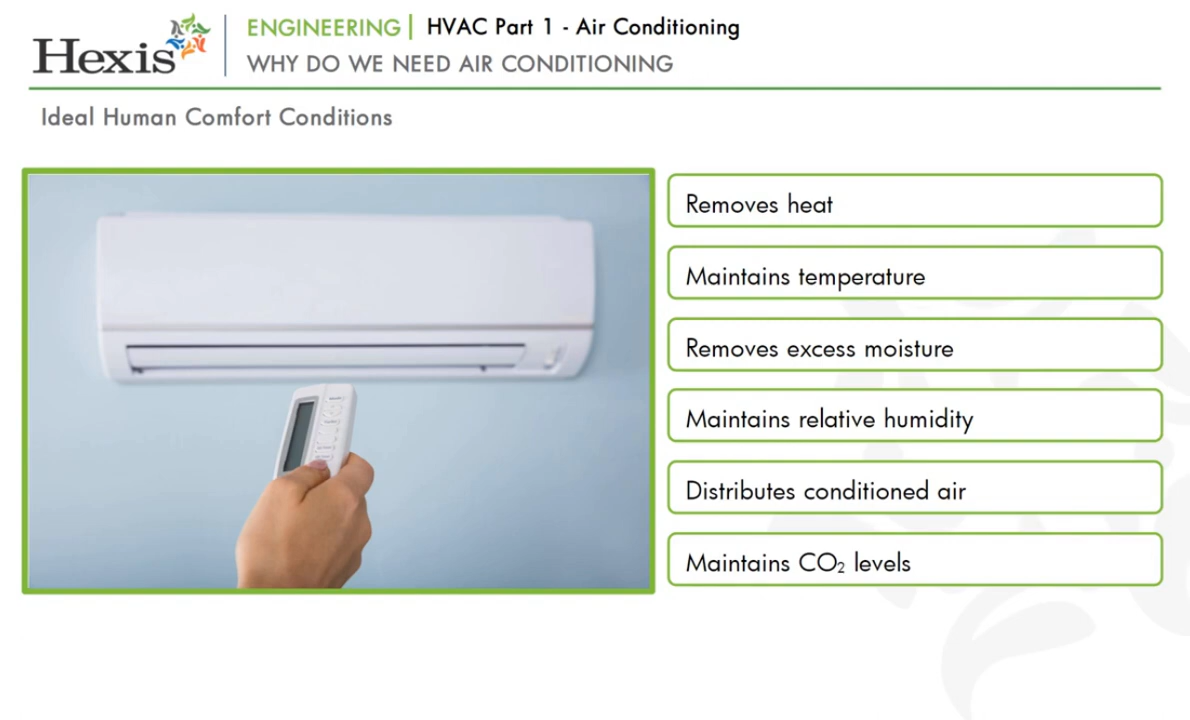 Hexis
ENGINEERING | HVAC Part 1 - Air Conditioning
WHY DO WE NEED AIR CONDITIONING
Ideal Human Comfort Conditions
Removes heat
Maintains temperature
Removes excess moisture
Maintains relative humidity
Distributes conditioned air
Maintains CO₂ levels